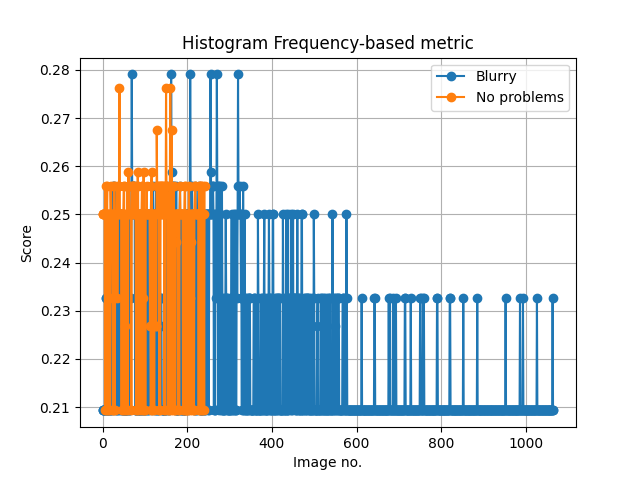 Histogram Frequency-based metric
Blurry
No problems
Score
0.28
0.27
0.26
0.25
0.24
0.23
0.22
0.21
0 200 400 600 800 1000
Image no.